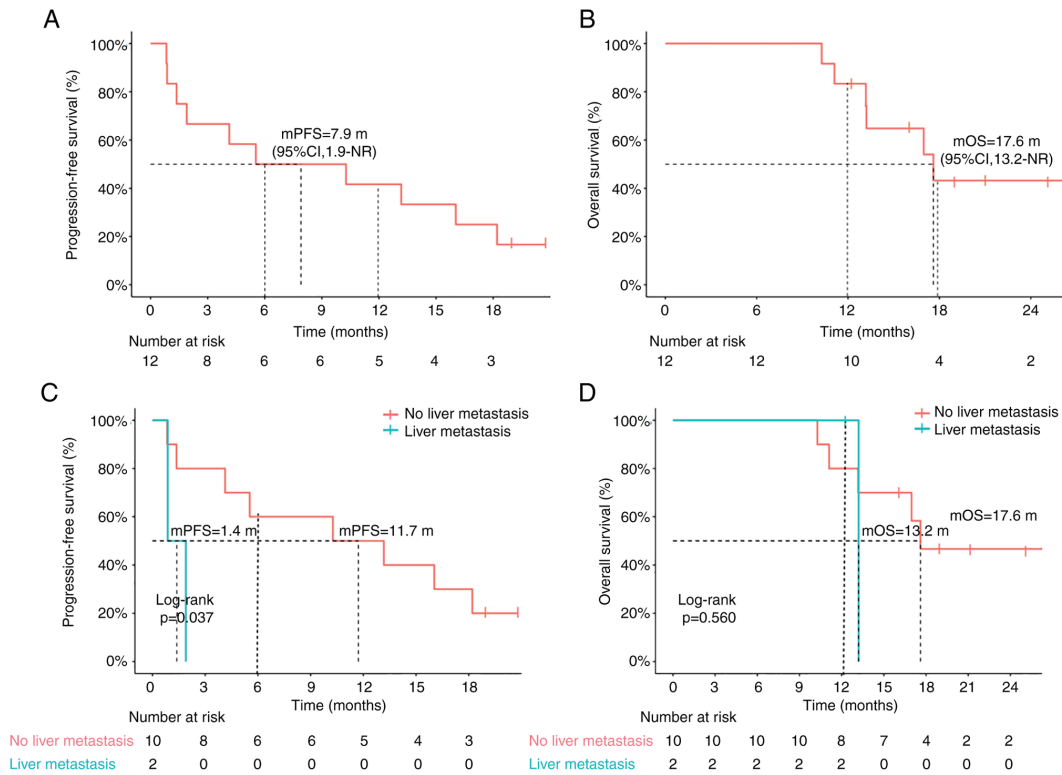 A
Progression-free survival (%)
100%
80%
60%
40%
20%
0%
mPFS=7.9 m
(95%CI,1.9-NR)
0 3 6 9 12 15 18
Time (months)
Number at risk
12 8 6 6 5 4 3
B
Overall survival (%)
100%
80%
60%
40%
20%
0%
mOS=17.6 m
(95%CI,13.2-NR)
0 6 12 18 24
Time (months)
Number at risk
12 12 10 4 2
C
Progression-free survival (%)
100%
80%
60%
40%
20%
0%
No liver metastasis
Liver metastasis
mPFS=1.4 m
mPFS=11.7 m
Log-rank
p=0.037
0 3 6 9 12 15 18
Time (months)
Number at risk
No liver metastasis 10 8 6 6 5 4 3
Liver metastasis 2 0 0 0 0 0 0
D
Overall survival (%)
100%
80%
60%
40%
20%
0%
No liver metastasis
Liver metastasis
mOS=17.6 m
mOS=13.2 m
Log-rank
p=0.560
0 3 6 9 12 15 18 21 24
Time (months)
Number at risk
No liver metastasis 10 10 10 10 8 7 4 2 2
Liver metastasis 2 2 2 2 2 0 0 0 0